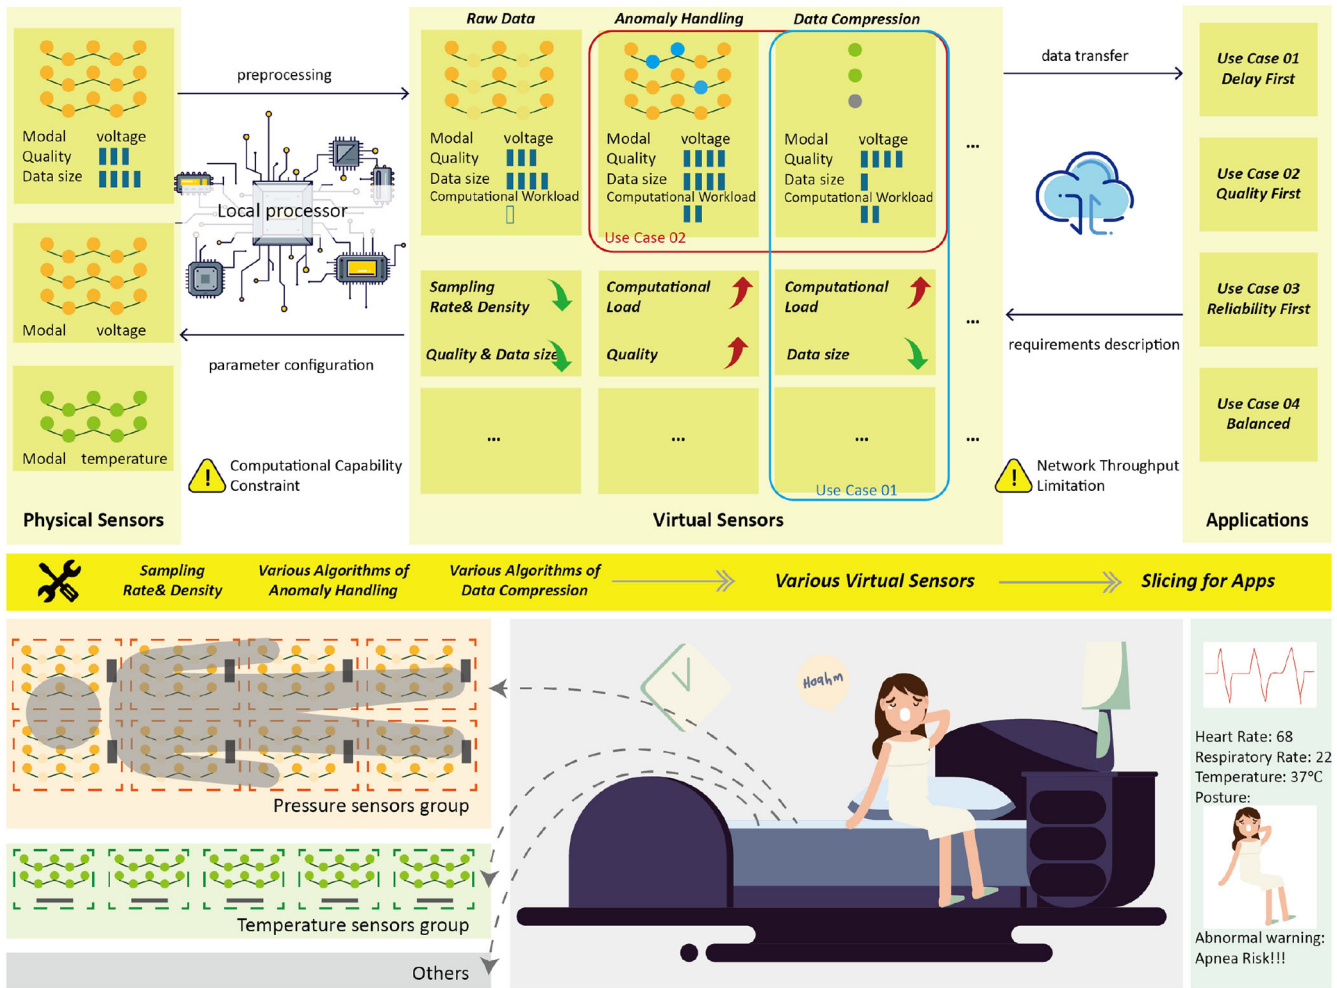 Raw Data
Anomaly Handling
Data Compression
Modal voltage
Quality
Data size
Modal voltage
Modal temperature
Physical Sensors
preprocessing
Local processor
parameter configuration
Computational Capability
Constraint
Modal voltage
Quality
Data size
Computational Workload
Modal voltage
Quality
Data size
Computational Workload
Use Case 02
Modal voltage
Quality
Data size
Computational Workload
...
Sampling
Rate& Density
Quality & Data size
Computational
Load
Quality
Computational
Load
Data size
...
...
...
...
...
Use Case 01
Virtual Sensors
data transfer
requirements description
Network Throughput
Limitation
Use Case 01
Delay First
Use Case 02
Quality First
Use Case 03
Reliability First
Use Case 04
Balanced
Applications
Sampling
Rate& Density
Various Algorithms of
Anomaly Handling
Various Algorithms of
Data Compression
Various Virtual Sensors
Slicing for Apps
Pressure sensors group
Temperature sensors group
Others
Hoahm
Heart Rate: 68
Respiratory Rate: 22
Temperature: 37°C
Posture:
Abnormal warning:
Apnea Risk!!!